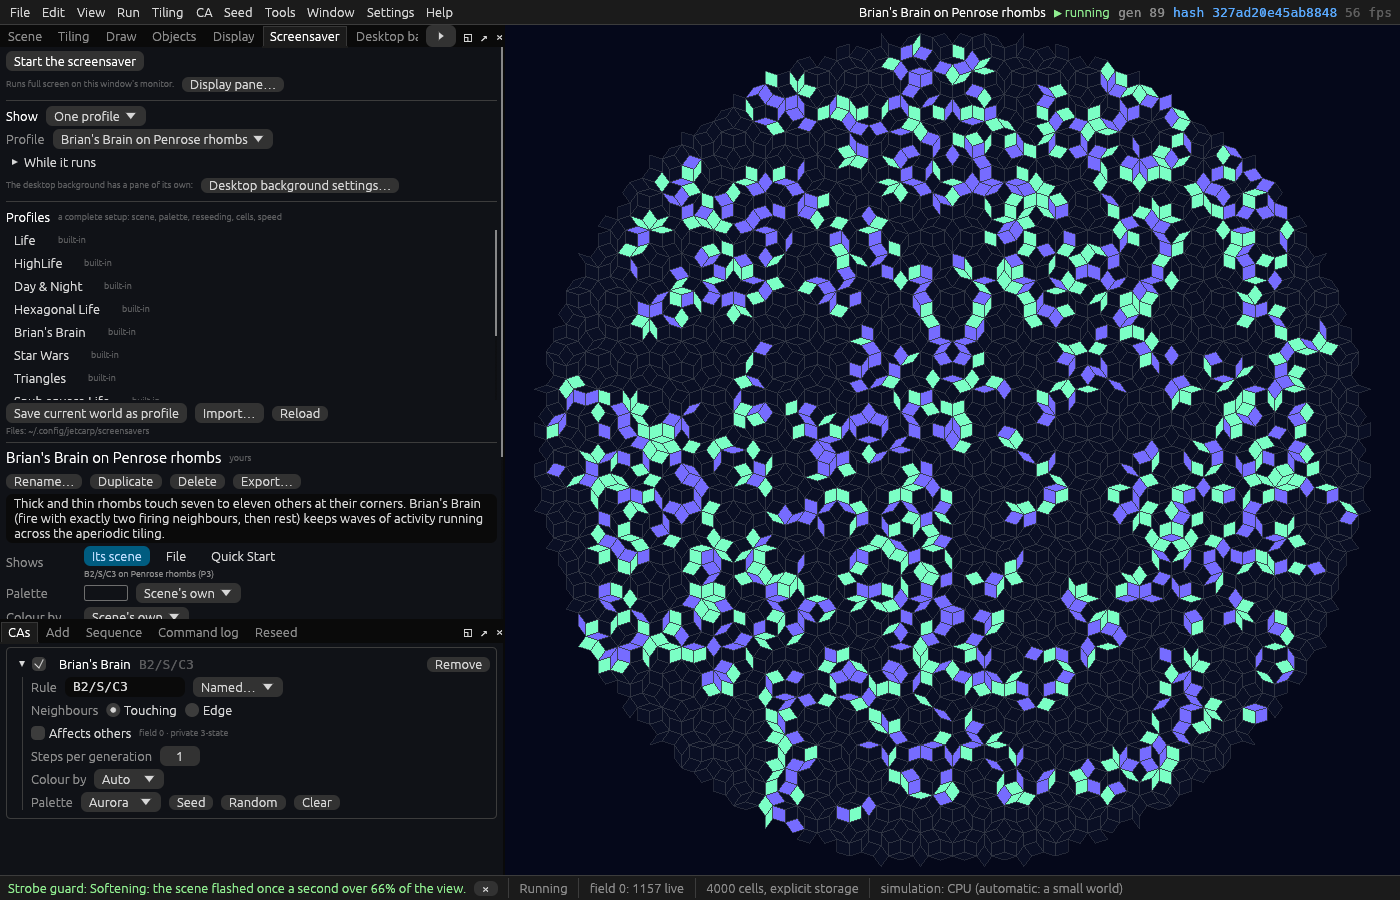 File Edit View Run Tiling CA Seed Tools Window Settings Help
Brian's Brain on Penrose rhombs ▶ running gen 89 hash 327ad20e45ab8848 56 fps
Scene Tiling Draw Objects Display Screensaver Desktop ba
Start the screensaver
Runs full screen on this window's monitor. Display pane…
Show One profile
Profile Brian's Brain on Penrose rhombs
While it runs
The desktop background has a pane of its own: Desktop background settings…
Profiles a complete setup: scene, palette, reseeding, cells, speed
Life built-in
HighLife built-in
Day & Night built-in
Hexagonal Life built-in
Brian's Brain built-in
Star Wars built-in
Triangles built-in
Save current world as profile Import… Reload
Files: ~/.config/jetcarp/screensavers
Brian's Brain on Penrose rhombs yours
Rename… Duplicate Delete Export…
Thick and thin rhombs touch seven to eleven others at their corners. Brian's Brain
(fire with exactly two firing neighbours, then rest) keeps waves of activity running
across the aperiodic tiling.
Shows Its scene File Quick Start
B2/S/C3 on Penrose rhombs (P3)
Palette Scene's own
Colour by Scene's own
CAs Add Sequence Command log Reseed
Brian's Brain B2/S/C3 Remove
Rule B2/S/C3 Named…
Neighbours Touching Edge
Affects others field 0 · private 3-state
Steps per generation 1
Colour by Auto
Palette Aurora Seed Random Clear
Strobe guard: Softening: the scene flashed once a second over 66% of the view. × Running field 0: 1157 live 4000 cells, explicit storage simulation: CPU (automatic: a small world)